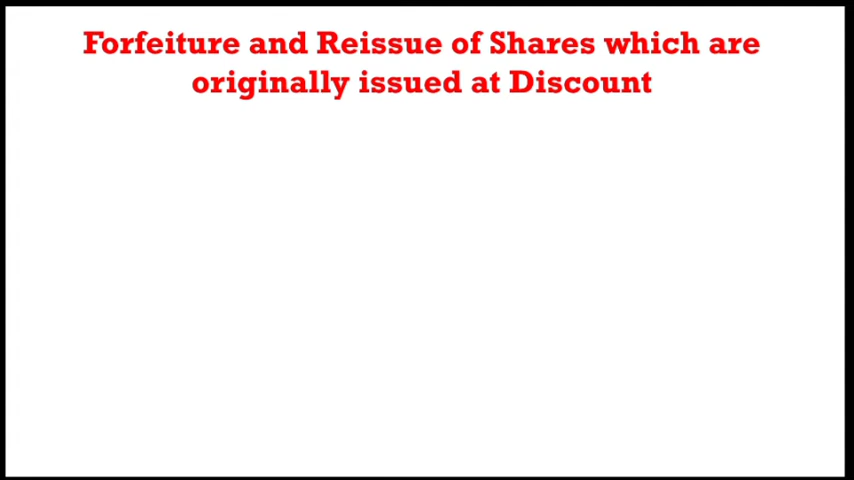 Forfeiture and Reissue of Shares which are
originally issued at Discount